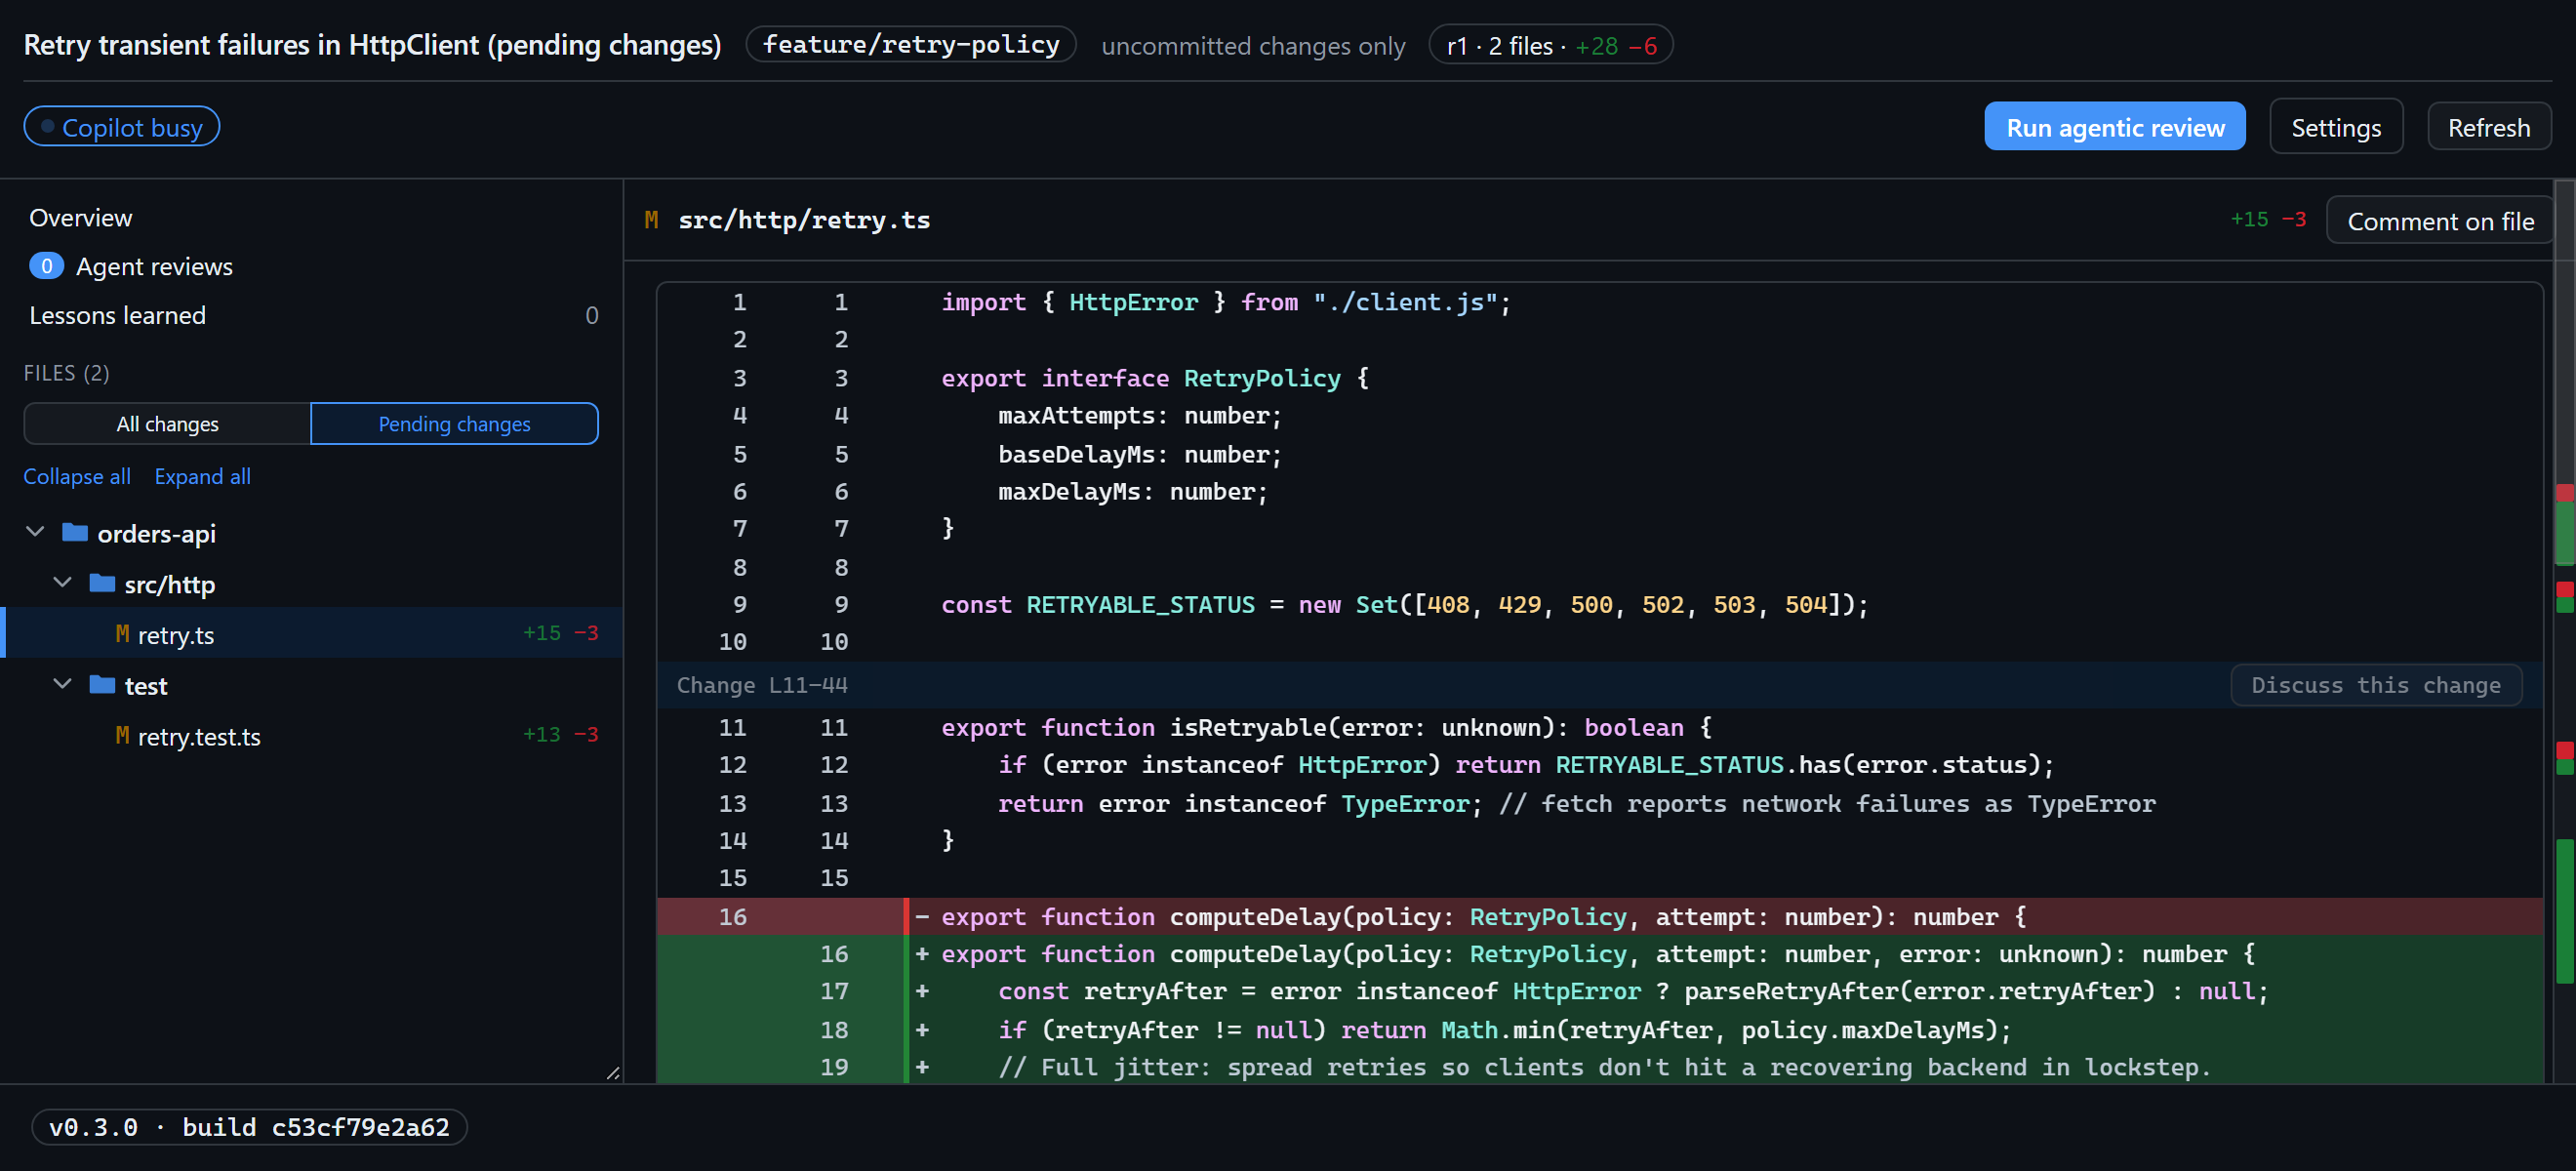 Retry transient failures in HttpClient (pending changes) feature/retry-policy uncommitted changes only r1 · 2 files · +28 −6
Copilot busy Run agentic review Settings Refresh
Overview
0 Agent reviews
Lessons learned 0
FILES (2)
All changes Pending changes
Collapse all Expand all
orders-api
src/http
M retry.ts +15 −3
test
M retry.test.ts +13 −3
M src/http/retry.ts +15 −3 Comment on file
1 1 import { HttpError } from "./client.js";
2 2
3 3 export interface RetryPolicy {
4 4     maxAttempts: number;
5 5     baseDelayMs: number;
6 6     maxDelayMs: number;
7 7 }
8 8
9 9 const RETRYABLE_STATUS = new Set([408, 429, 500, 502, 503, 504]);
10 10
Change L11–44 Discuss this change
11 11 export function isRetryable(error: unknown): boolean {
12 12     if (error instanceof HttpError) return RETRYABLE_STATUS.has(error.status);
13 13     return error instanceof TypeError; // fetch reports network failures as TypeError
14 14 }
15 15
16 − export function computeDelay(policy: RetryPolicy, attempt: number): number {
16 + export function computeDelay(policy: RetryPolicy, attempt: number, error: unknown): number {
17 +     const retryAfter = error instanceof HttpError ? parseRetryAfter(error.retryAfter) : null;
18 +     if (retryAfter != null) return Math.min(retryAfter, policy.maxDelayMs);
19 +     // Full jitter: spread retries so clients don't hit a recovering backend in lockstep.
v0.3.0 · build c53cf79e2a62